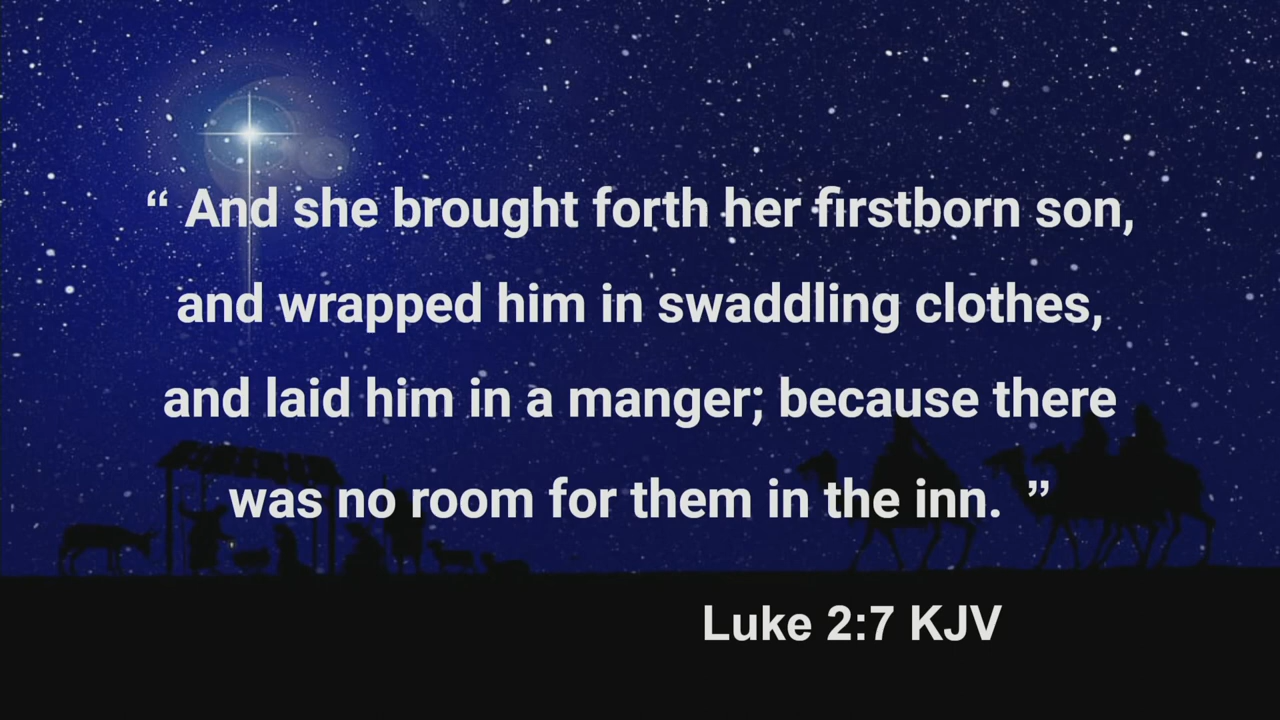 “ And she brought forth her firstborn son,
and wrapped him in swaddling clothes,
and laid him in a manger; because there
was no room for them in the inn. ”
Luke 2:7 KJV